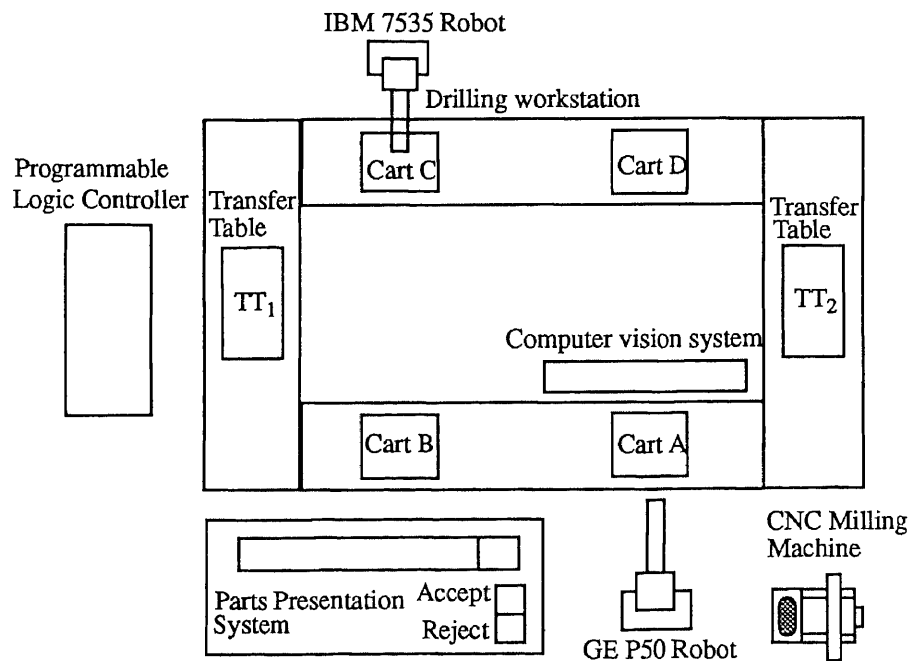 IBM 7535 Robot
Drilling workstation
Cart C
Cart D
Programmable
Logic Controller
Transfer
Table
TT1
Transfer
Table
TT2
Computer vision system
Cart B
Cart A
CNC Milling
Machine
Parts Presentation
System
Accept
Reject
GE P50 Robot